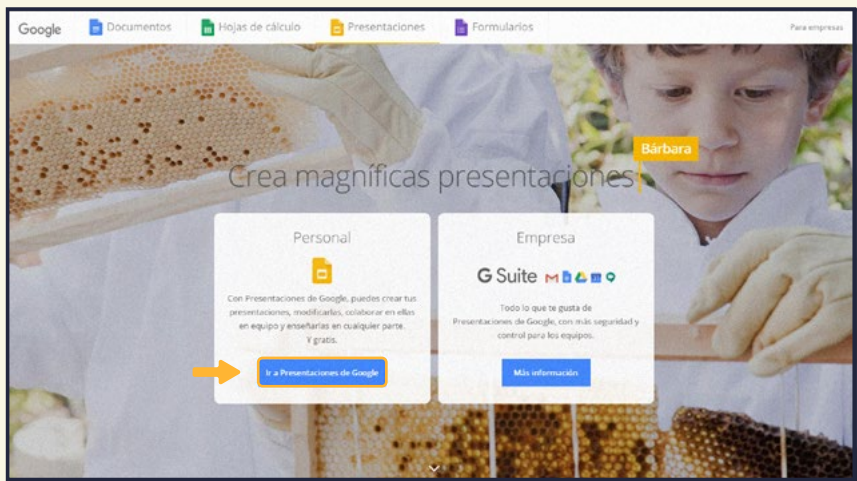 Google
Documentos
Hojas de cálculo
Presentaciones
Formularios
Para empresas
Bárbara
Crea magníficas presentaciones
Personal
Con Presentaciones de Google, puedes crear tus
presentaciones, modificarlas, colaborar en ellas
en equipo y enseñarlas en cualquier parte.
Y gratis.
Ir a Presentaciones de Google
Empresa
G Suite
Todo lo que te gusta de
Presentaciones de Google, con más seguridad y
control para los equipos.
Más información